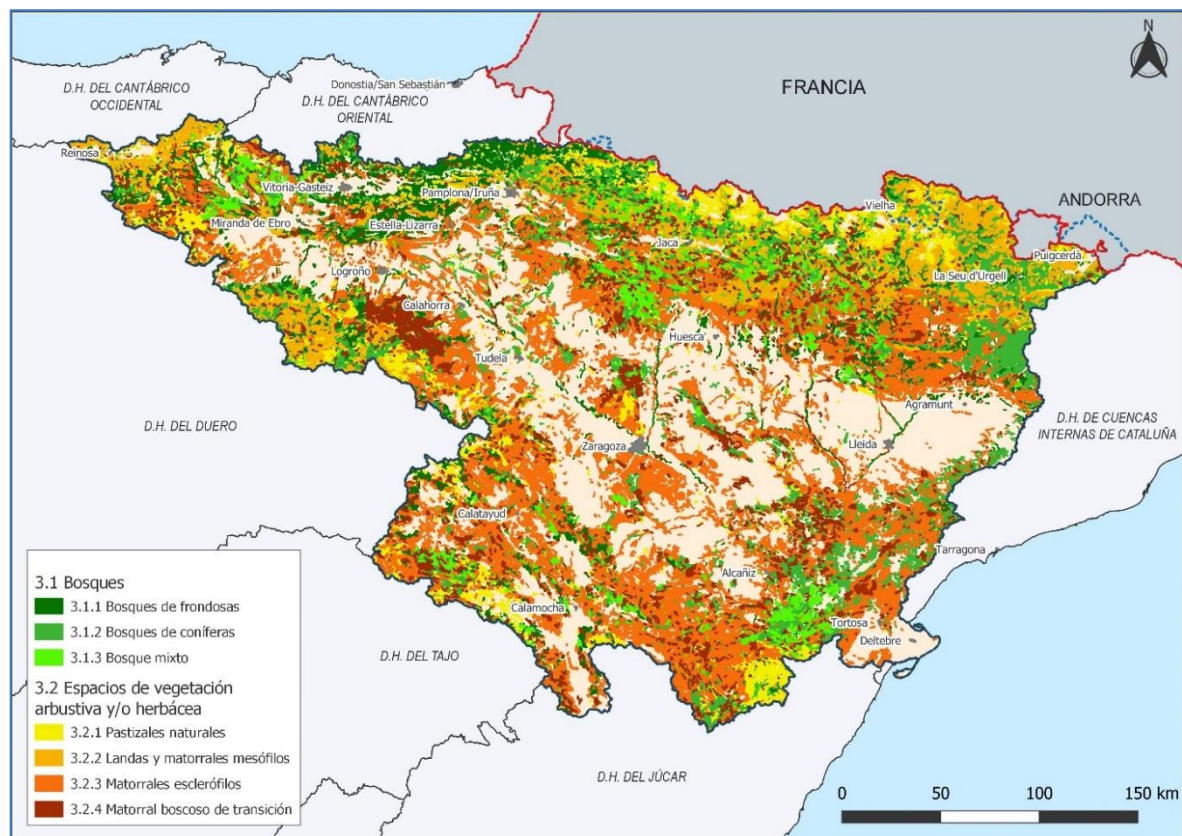 N
FRANCIA
ANDORRA
D.H. DEL CANTÁBRICO
OCCIDENTAL
Donostia/San Sebastián
D.H. DEL CANTÁBRICO
ORIENTAL
Reinosa
Vitoria-Gasteiz
Pamplona/Iruña
Vielha
Miranda de Ebro
Estella-Lizarra
Jaca
Puigcerdà
Logroño
La Seu d'Urgell
Calahorra
Huesca
Tudela
Agramunt
D.H. DE CUENCAS
INTERNAS DE CATALUÑA
D.H. DEL DUERO
Zaragoza
Lleida
Calatayud
Tarragona
Alcañiz
Calamocha
Tortosa
Deltebre
D.H. DEL TAJO
D.H. DEL JÚCAR
3.1 Bosques
3.1.1 Bosques de frondosas
3.1.2 Bosques de coníferas
3.1.3 Bosque mixto
3.2 Espacios de vegetación
arbustiva y/o herbácea
3.2.1 Pastizales naturales
3.2.2 Landas y matorrales mesófilos
3.2.3 Matorrales esclerófilos
3.2.4 Matorral boscoso de transición
0 50 100 150 km